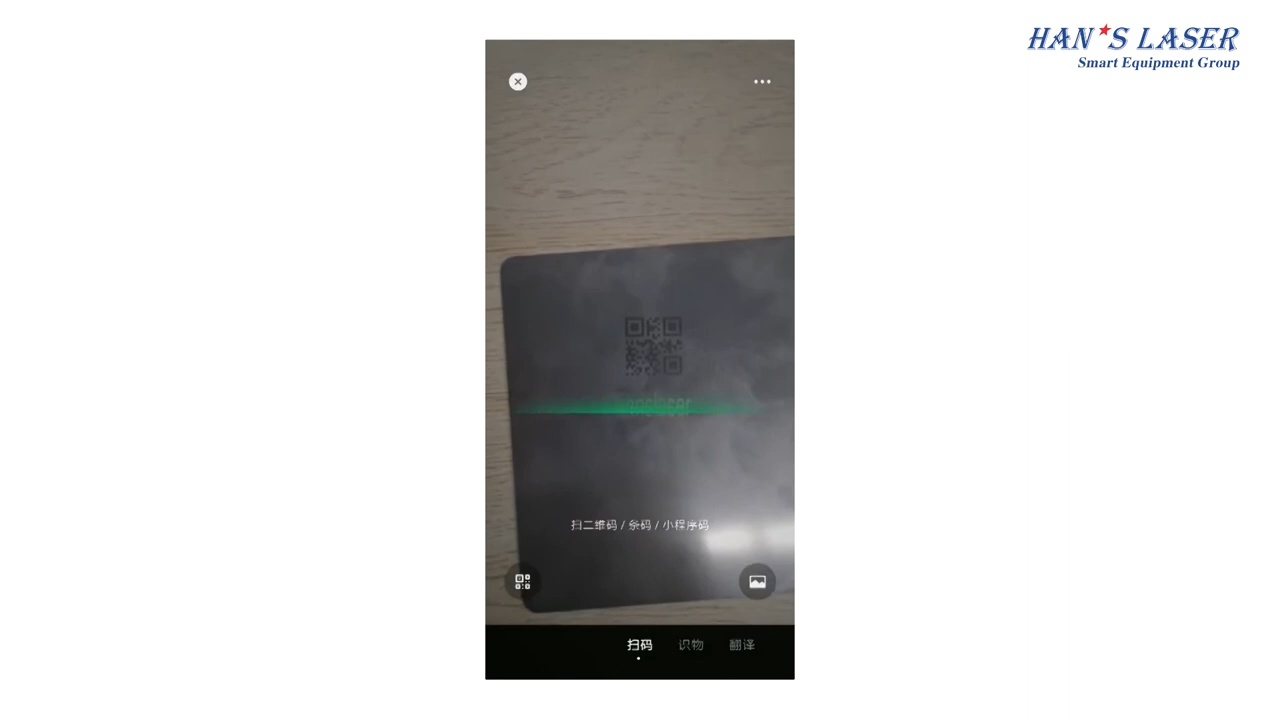 HAN★S LASER
Smart Equipment Group
扫二维码 / 条码 / 小程序码
扫码 识物 翻译